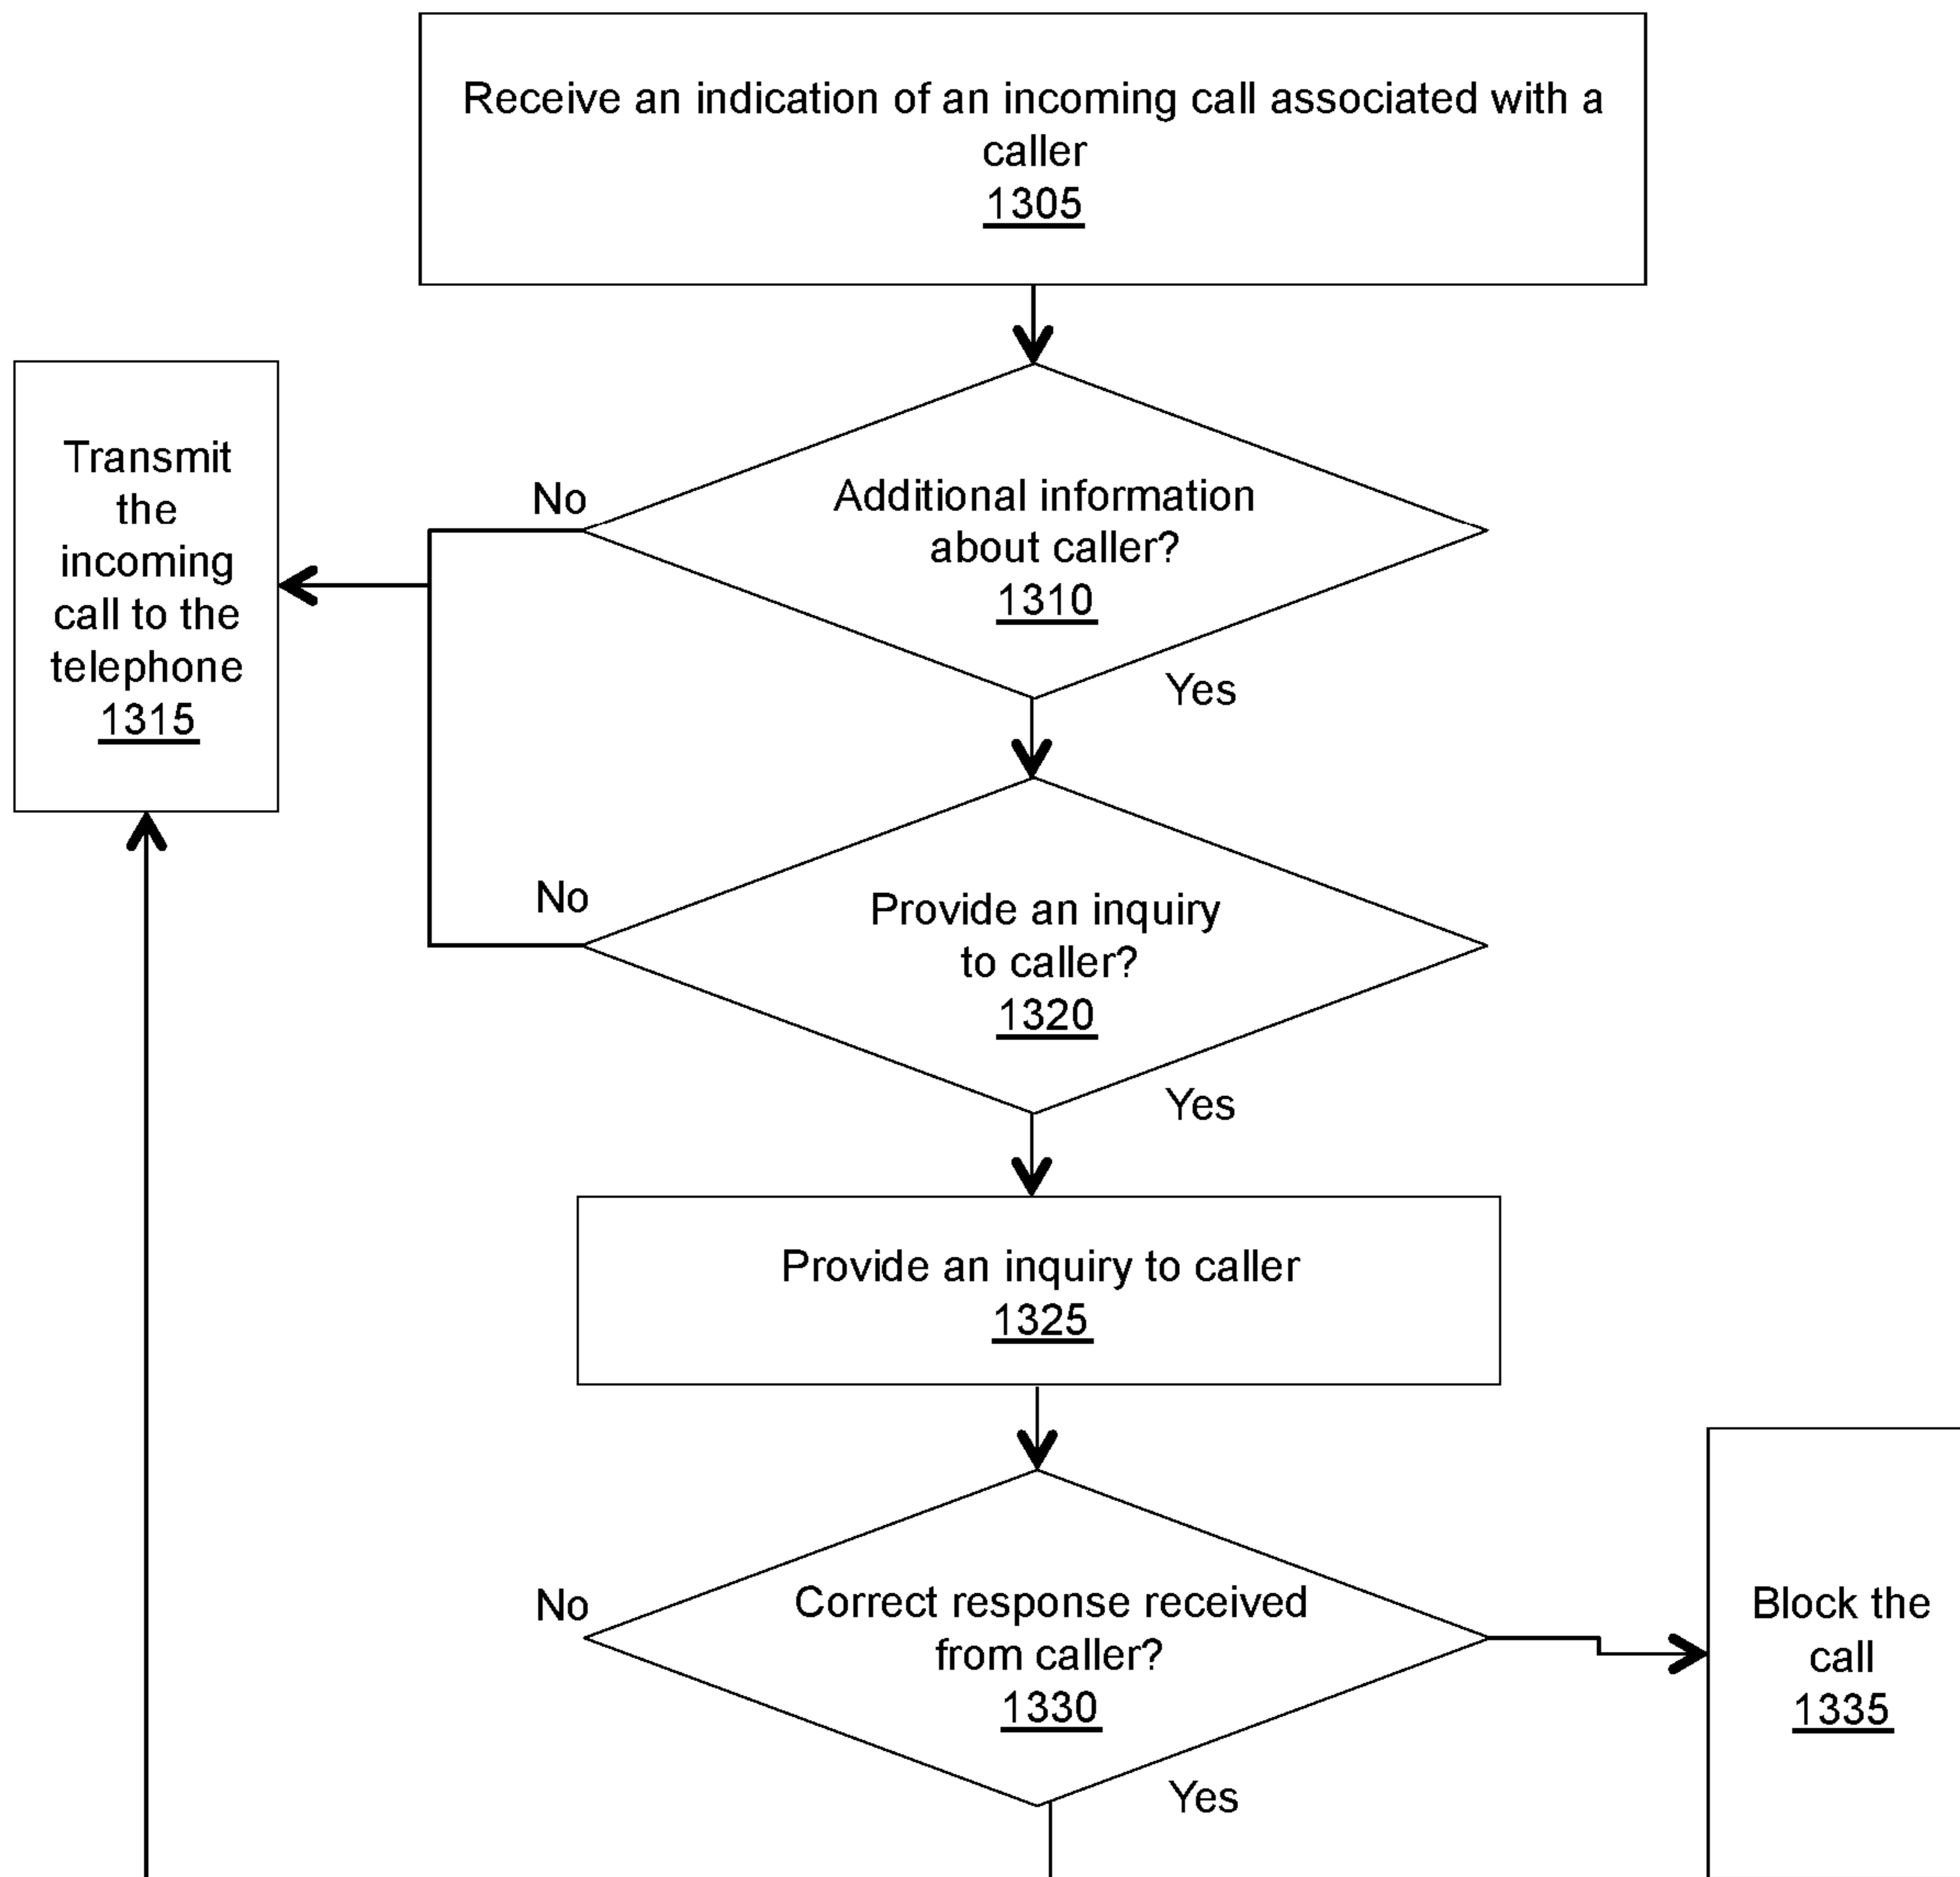 Receive an indication of an incoming call associated with a
caller
1305
Transmit
the
incoming
call to the
telephone
1315
No
Additional information
about caller?
1310
Yes
No
Provide an inquiry
to caller?
1320
Yes
Provide an inquiry to caller
1325
No
Correct response received
from caller?
1330
Yes
Block the
call
1335